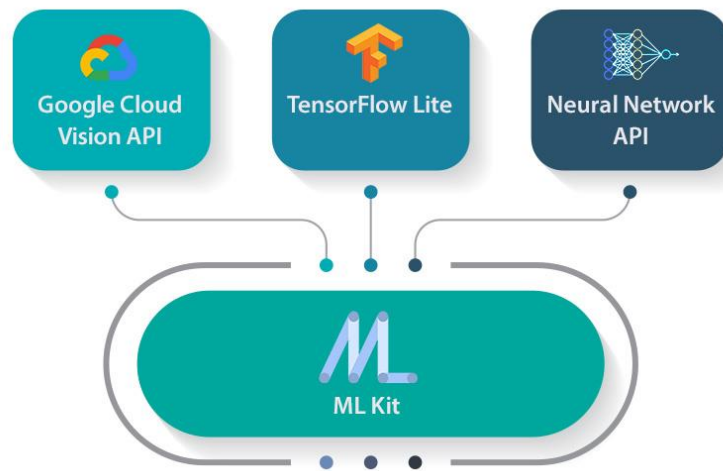 Google Cloud
Vision API
TensorFlow Lite
Neural Network
API
ML Kit